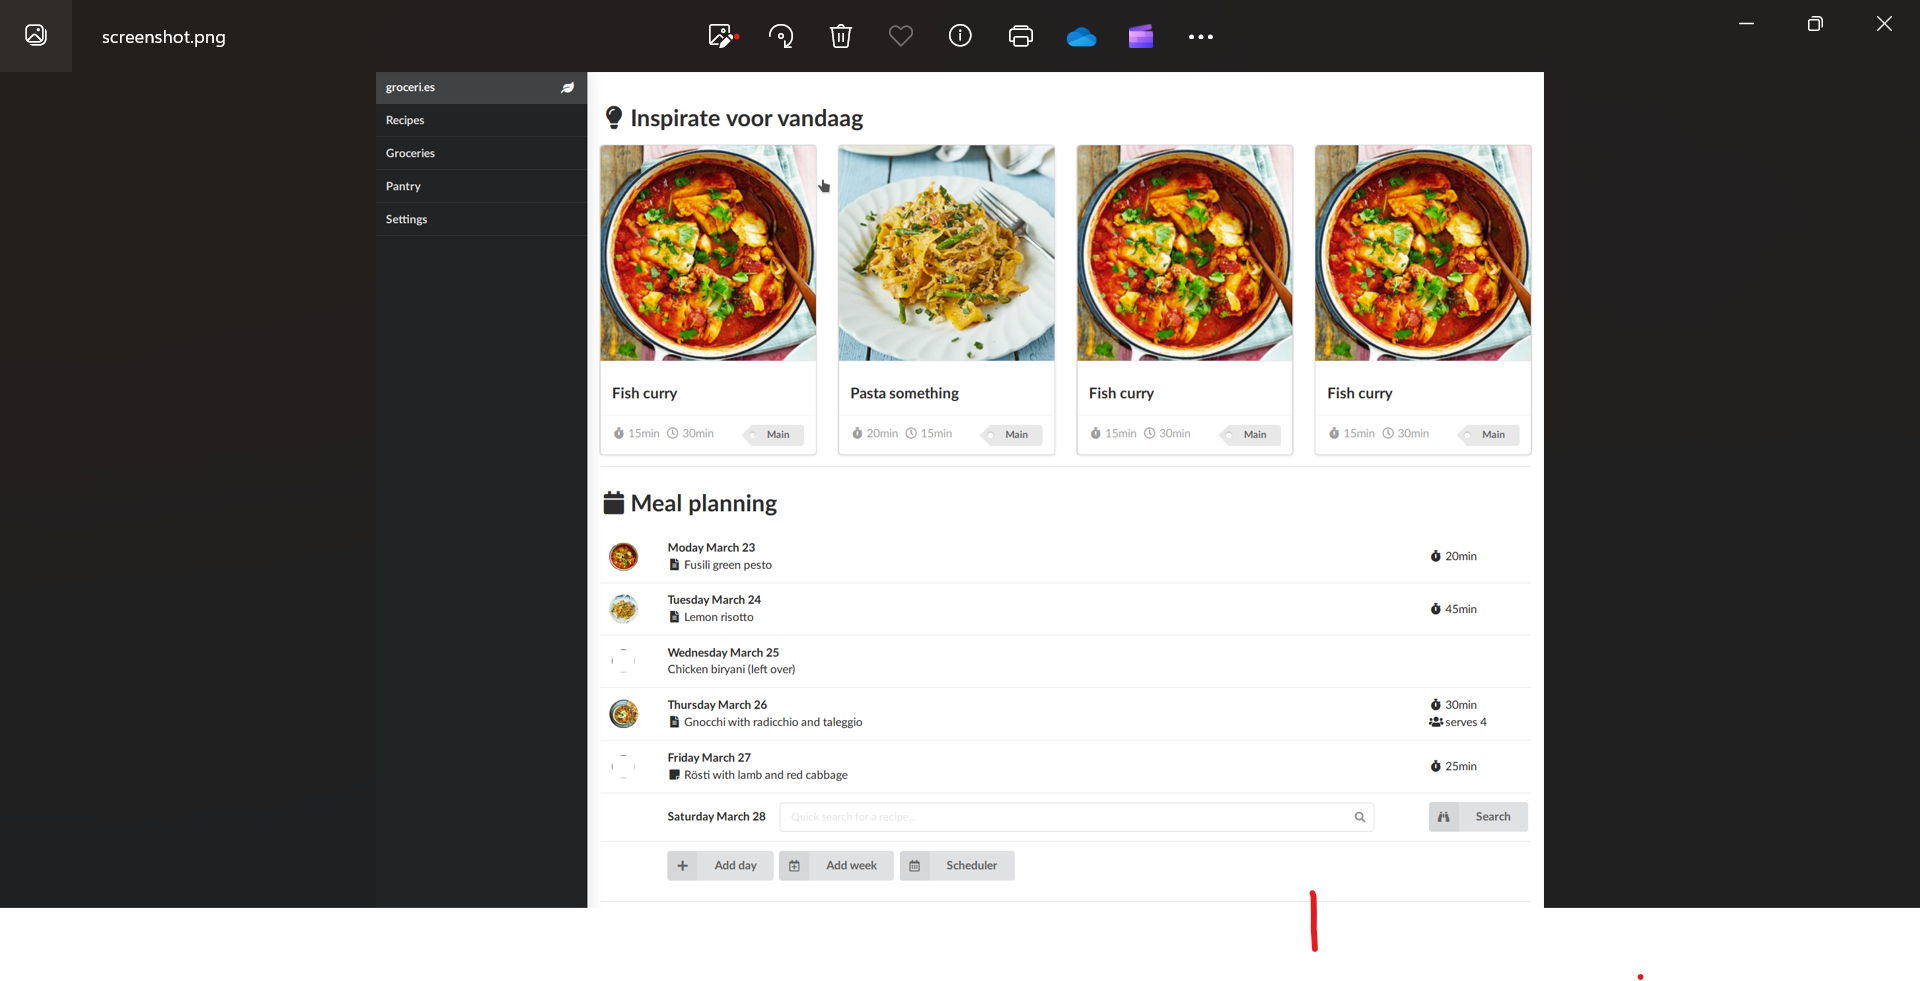 screenshot.png
groceri.es
Recipes
Groceries
Pantry
Settings
Inspirate voor vandaag
Fish curry
15min 30min Main
Pasta something
20min 15min Main
Fish curry
15min 30min Main
Fish curry
15min 30min Main
Meal planning
Moday March 23
Fusili green pesto
20min
Tuesday March 24
Lemon risotto
45min
Wednesday March 25
Chicken biryani (left over)
Thursday March 26
Gnocchi with radicchio and taleggio
30min
serves 4
Friday March 27
Rösti with lamb and red cabbage
25min
Saturday March 28 Quick search for a recipe... Search
Add day Add week Scheduler